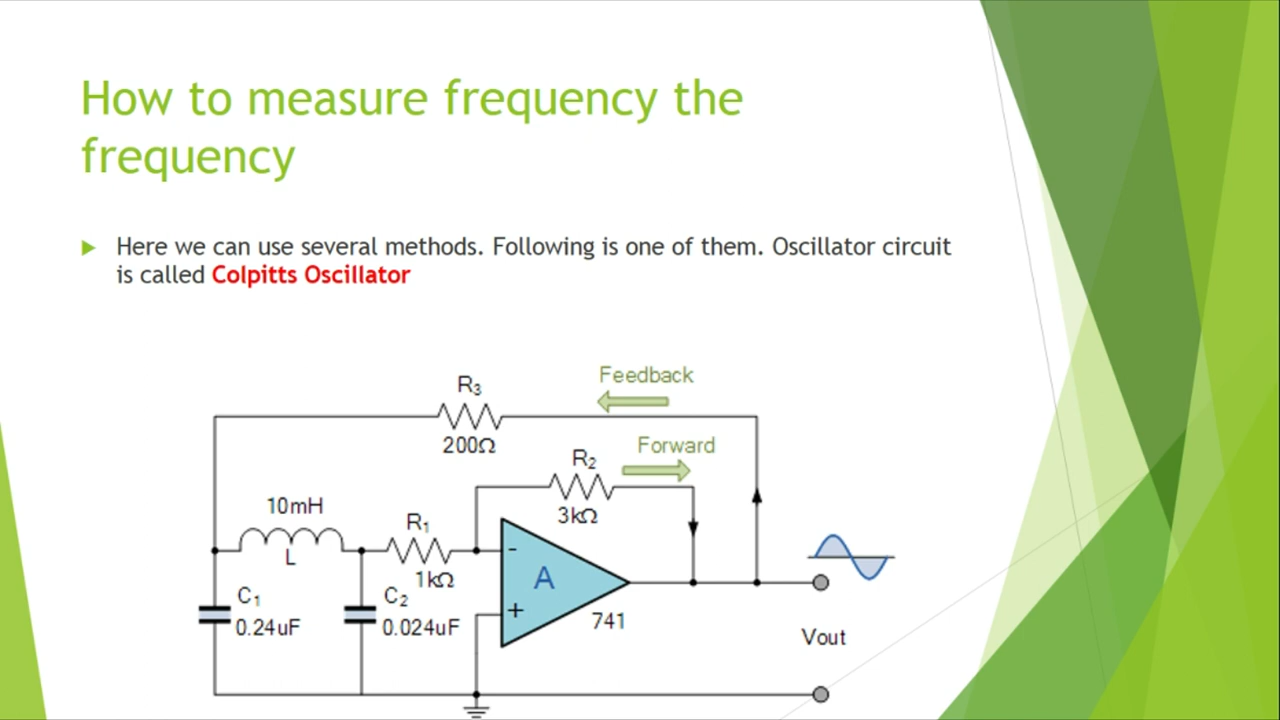 How to measure frequency the
frequency
Here we can use several methods. Following is one of them. Oscillator circuit
is called Colpitts Oscillator
Feedback
R₃
200Ω
Forward
R₂
3kΩ
10mH
L
R₁
1kΩ
-
A
+
741
C₁
0.24uF
C₂
0.024uF
Vout